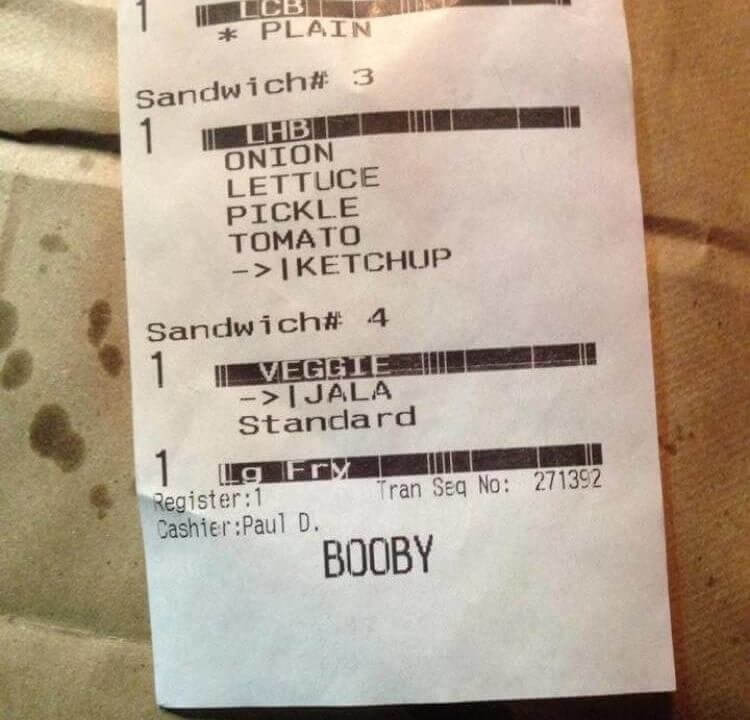 1 LCB
* PLAIN
Sandwich# 3
1 LHB
ONION
LETTUCE
PICKLE
TOMATO
->|KETCHUP
Sandwich# 4
1 VEGGIE
->|JALA
Standard
1 Lg Fry
Register:1 Tran Seq No: 271392
Cashier:Paul D.
BOOBY